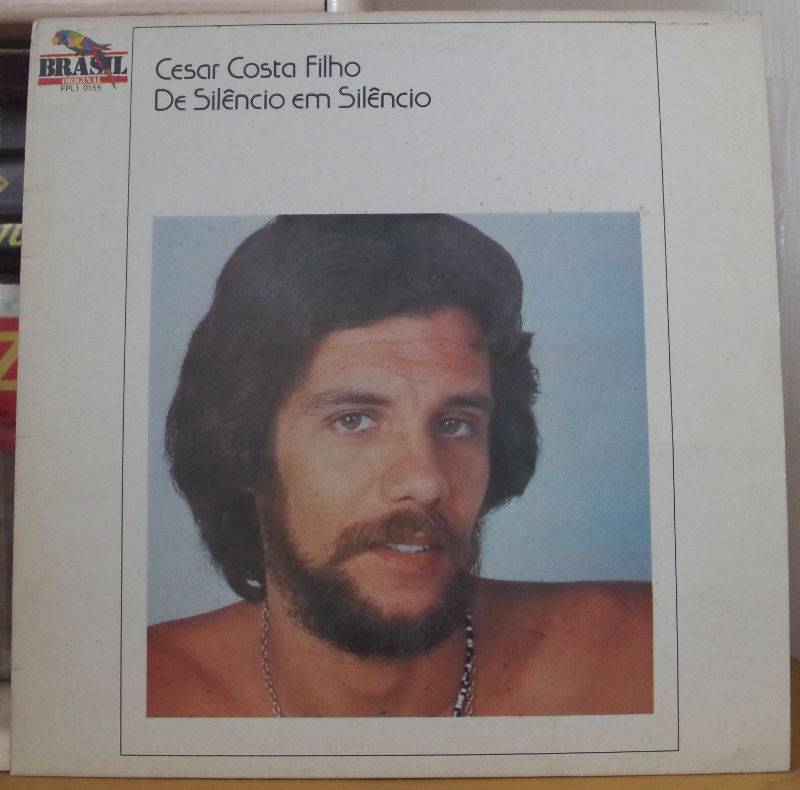 BRASIL
ORIGINAL
FPL1 0155
Cesar Costa Filho
De Silêncio em Silêncio